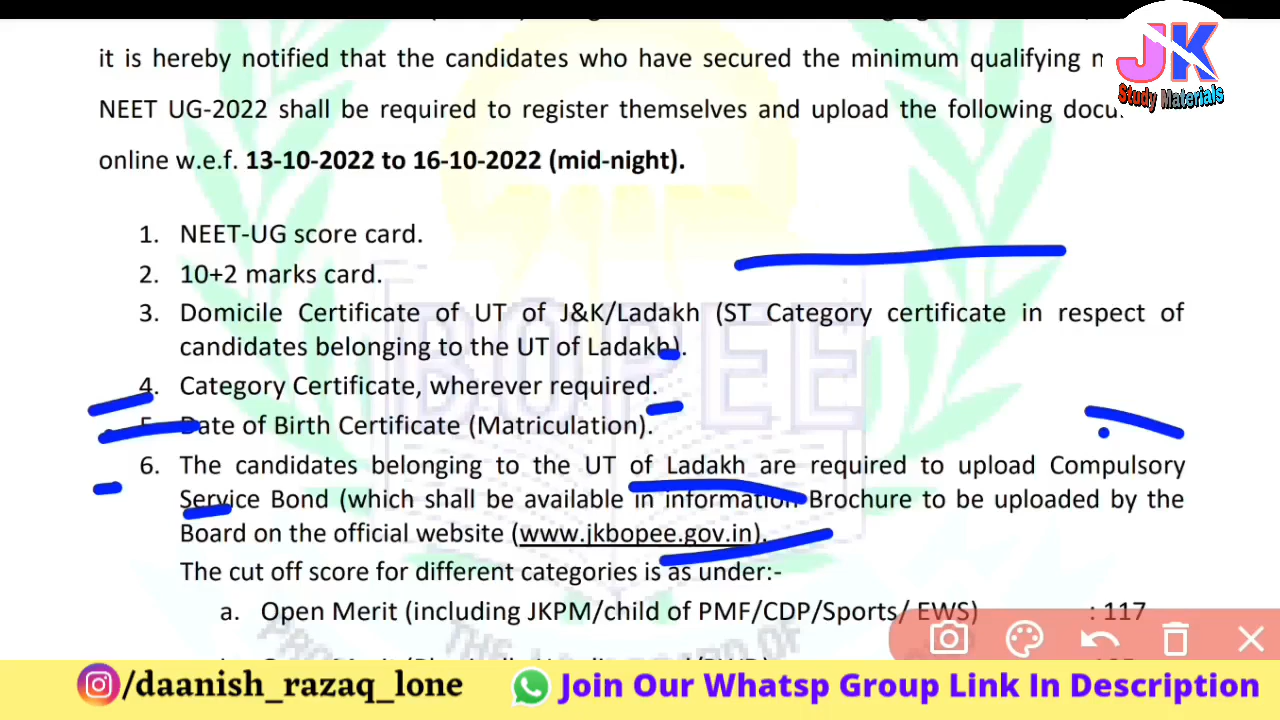 it is hereby notified that the candidates who have secured the minimum qualifying
NEET UG-2022 shall be required to register themselves and upload the following
online w.e.f. 13-10-2022 to 16-10-2022 (mid-night).
JK
Study Materials
1. NEET-UG score card.
2. 10+2 marks card.
3. Domicile Certificate of UT of J&K/Ladakh (ST Category certificate in respect of
candidates belonging to the UT of Ladakh).
4. Category Certificate, wherever required.
5. Date of Birth Certificate (Matriculation).
6. The candidates belonging to the UT of Ladakh are required to upload Compulsory
Service Bond (which shall be available in information Brochure to be uploaded by the
Board on the official website (www.jkbopee.gov.in).
The cut off score for different categories is as under:-
a. Open Merit (including JKPM/child of PMF/CDP/Sports/ EWS) : 117
BOPEE
THE BOARD OF
/daanish_razaq_lone
Join Our Whatsp Group Link In Description